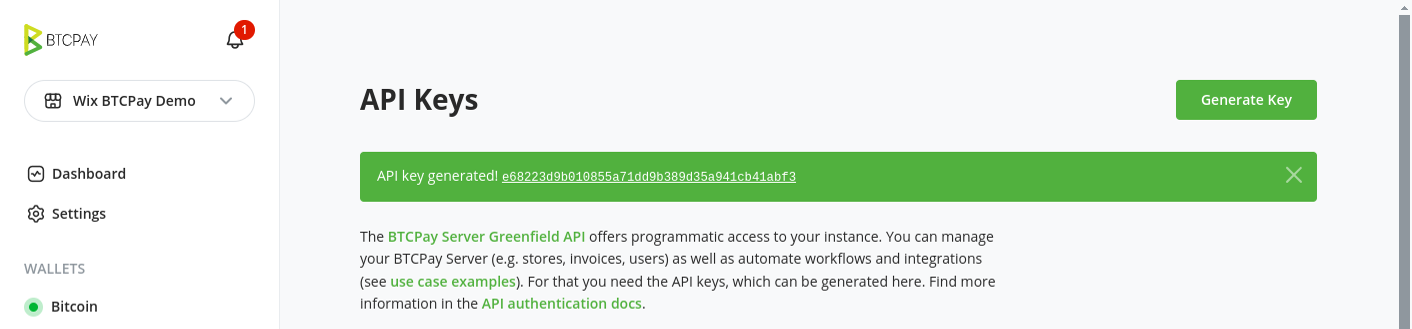 BTCPAY
1
Wix BTCPay Demo
Dashboard
Settings
WALLETS
Bitcoin
API Keys
Generate Key
API key generated! e68223d9b010855a71dd9b389d35a941cb41abf3
The BTCPay Server Greenfield API offers programmatic access to your instance. You can manage
your BTCPay Server (e.g. stores, invoices, users) as well as automate workflows and integrations
(see use case examples). For that you need the API keys, which can be generated here. Find more
information in the API authentication docs.